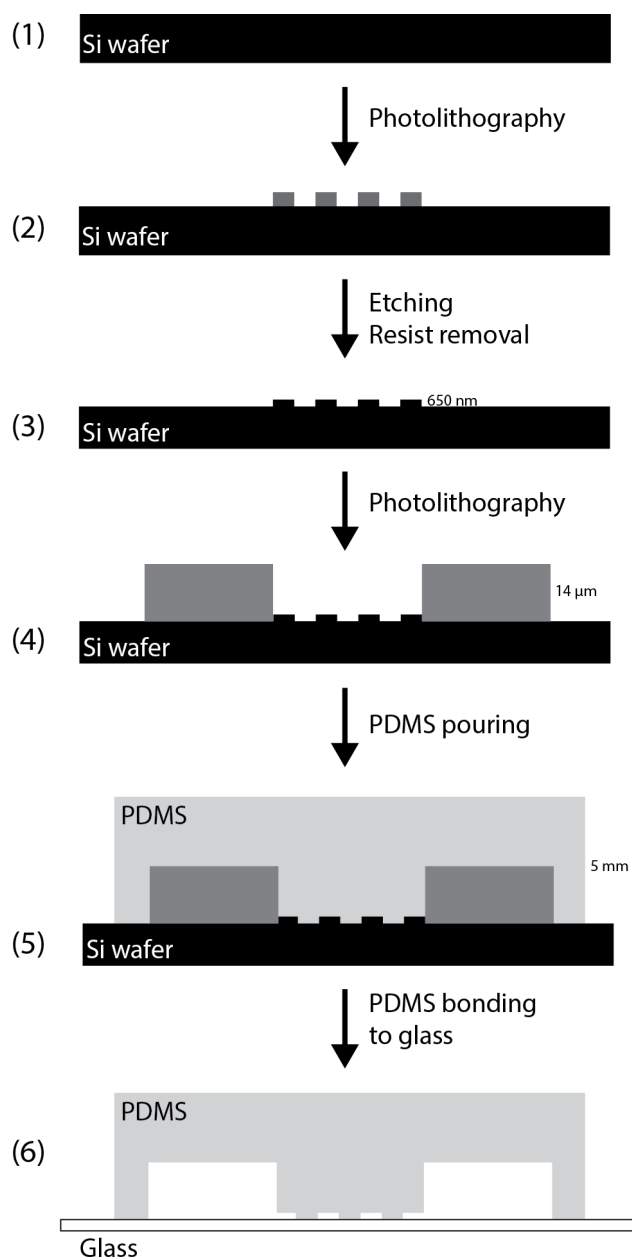 (1)
Si wafer
Photolithography
(2)
Si wafer
Etching
Resist removal
650 nm
(3)
Si wafer
Photolithography
14 µm
(4)
Si wafer
PDMS pouring
PDMS
5 mm
(5)
Si wafer
PDMS bonding
to glass
PDMS
(6)
Glass